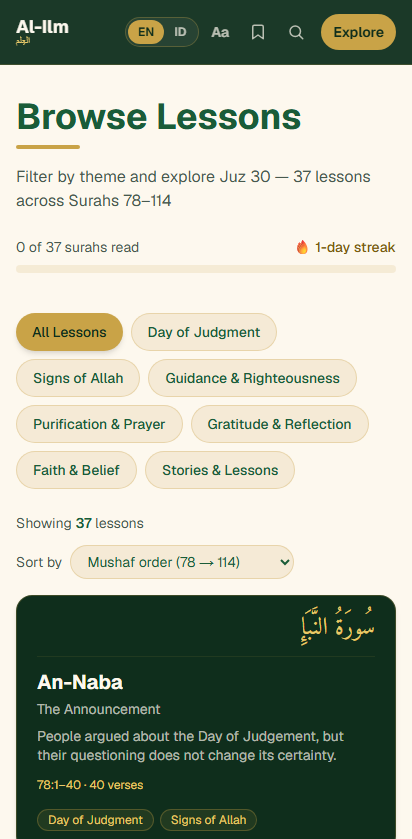 Al-Ilm
العلم
EN ID Aa Explore
Browse Lessons
Filter by theme and explore Juz 30 — 37 lessons
across Surahs 78–114
0 of 37 surahs read 🔥 1-day streak
All Lessons Day of Judgment
Signs of Allah Guidance & Righteousness
Purification & Prayer Gratitude & Reflection
Faith & Belief Stories & Lessons
Showing 37 lessons
Sort by Mushaf order (78 → 114)
سُورَةُ النَّبَإِ
An-Naba
The Announcement
People argued about the Day of Judgement, but
their questioning does not change its certainty.
78:1–40 · 40 verses
Day of Judgment Signs of Allah